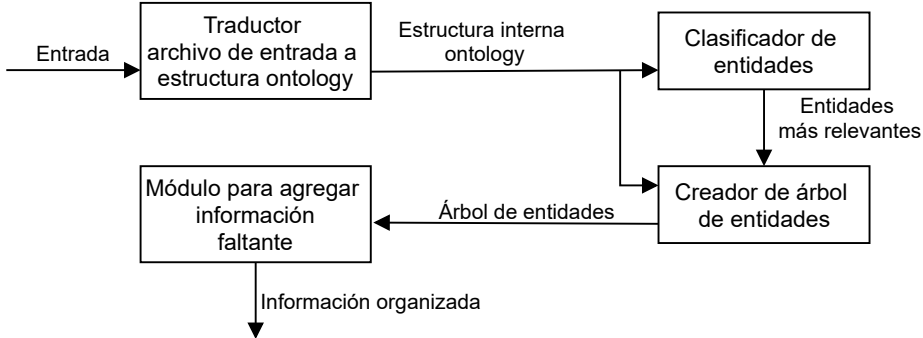 Entrada
Traductor
archivo de entrada a
estructura ontology
Estructura interna
ontology
Clasificador de
entidades
Entidades
más relevantes
Creador de árbol
de entidades
Árbol de entidades
Módulo para agregar
información
faltante
Información organizada